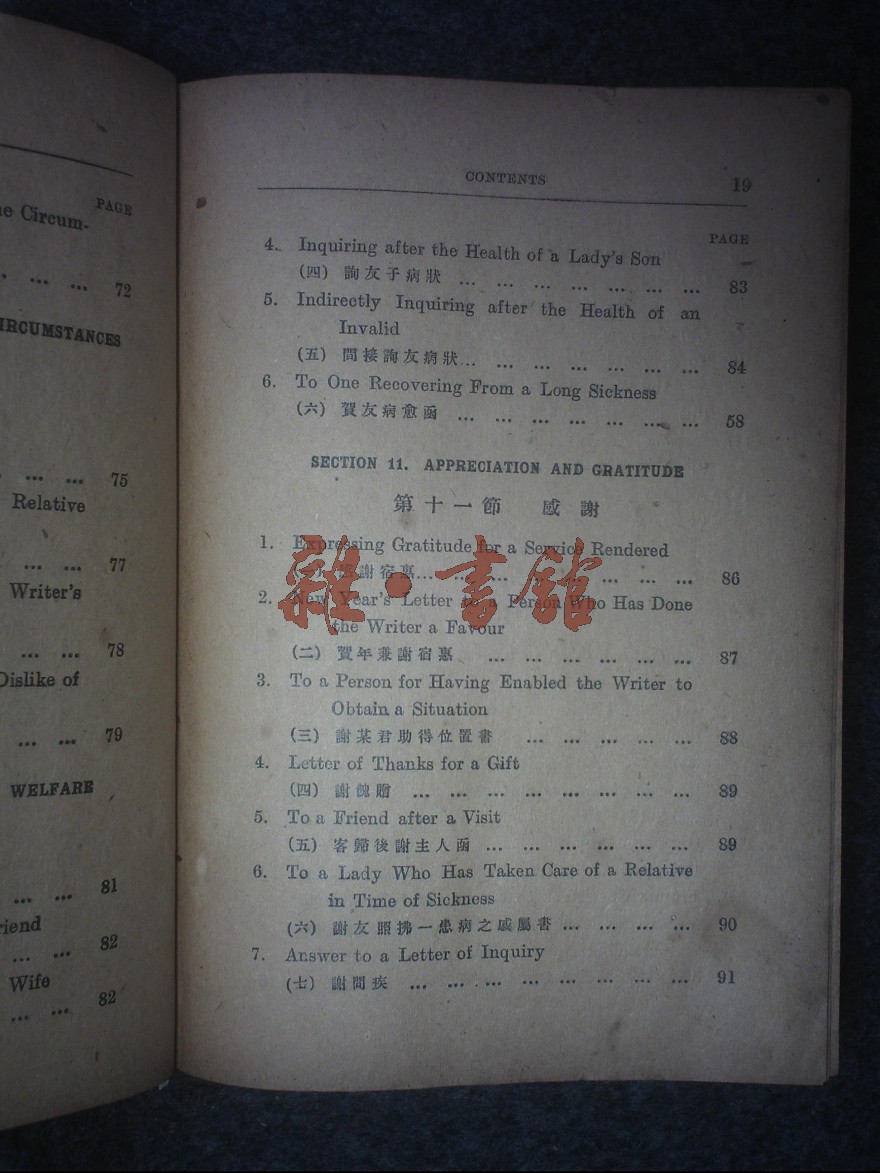 PAGE
he Circum-
... ... ... 72
IRCUMSTANCES
... ... 75
Relative
... ... 77
Writer's
... ... 78
Dislike of
... ... 79
WELFARE
... ... 81
riend
... ... 82
Wife
... ... 82
CONTENTS 19
PAGE
4. Inquiring after the Health of a Lady's Son
(四) 詢友子病狀 ... ... ... ... ... ... ... 83
5. Indirectly Inquiring after the Health of an
Invalid
(五) 間接詢友病狀... ... ... ... ... ... ... 84
6. To One Recovering From a Long Sickness
(六) 賀友病愈函 ... ... ... ... ... ... ... 58
SECTION 11. APPRECIATION AND GRATITUDE
第十一節 感謝
1. Expressing Gratitude for a Service Rendered
(一) 感謝宿惠... ... ... ... ... ... ... ... 86
2. New Year's Letter to a Person Who Has Done
the Writer a Favour
(二) 賀年兼謝宿惠 ... ... ... ... ... ... 87
3. To a Person for Having Enabled the Writer to
Obtain a Situation
(三) 謝某君助得位置書 ... ... ... ... ... 88
4. Letter of Thanks for a Gift
(四) 謝餽贈 ... ... ... ... ... ... ... ... 89
5. To a Friend after a Visit
(五) 客歸後謝主人函 ... ... ... ... ... ... 89
6. To a Lady Who Has Taken Care of a Relative
in Time of Sickness
(六) 謝友照拂一患病之戚屬書 ... ... ... ... 90
7. Answer to a Letter of Inquiry
(七) 謝問疾 ... ... ... ... ... ... ... ... 91
雜·書館